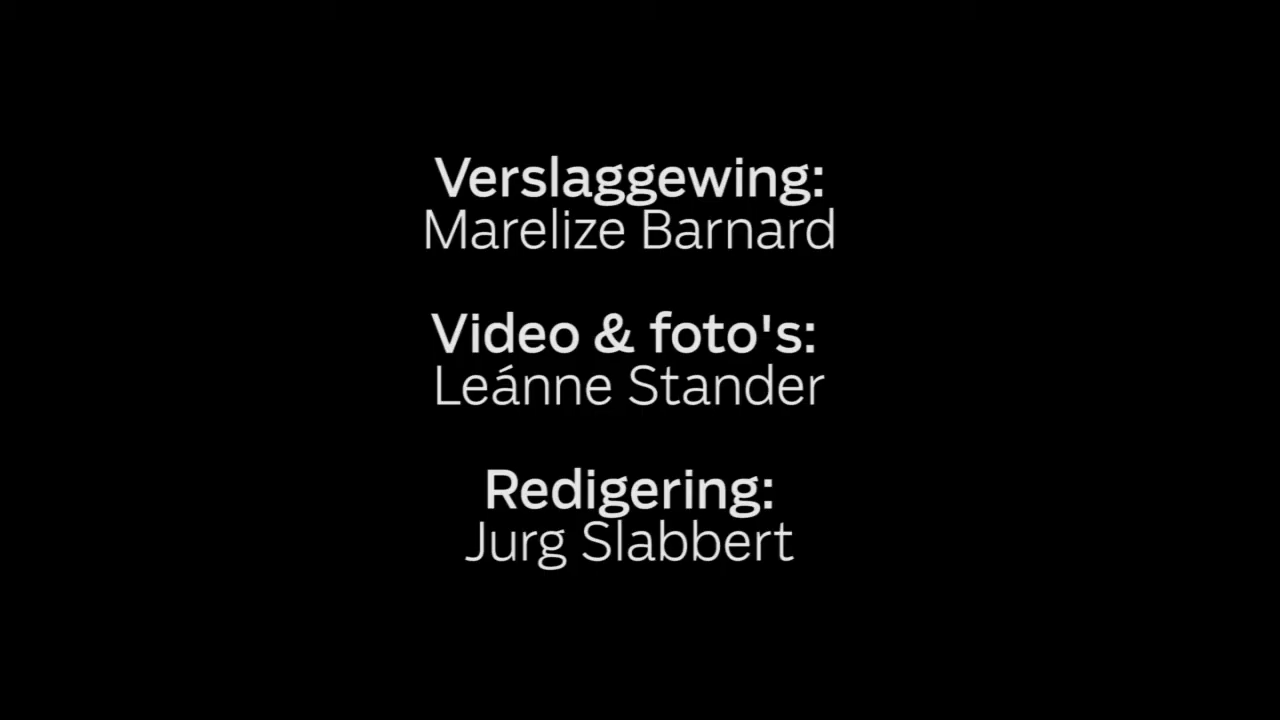 Verslaggewing:
Marelize Barnard
Video & foto's:
Leánne Stander
Redigering:
Jurg Slabbert